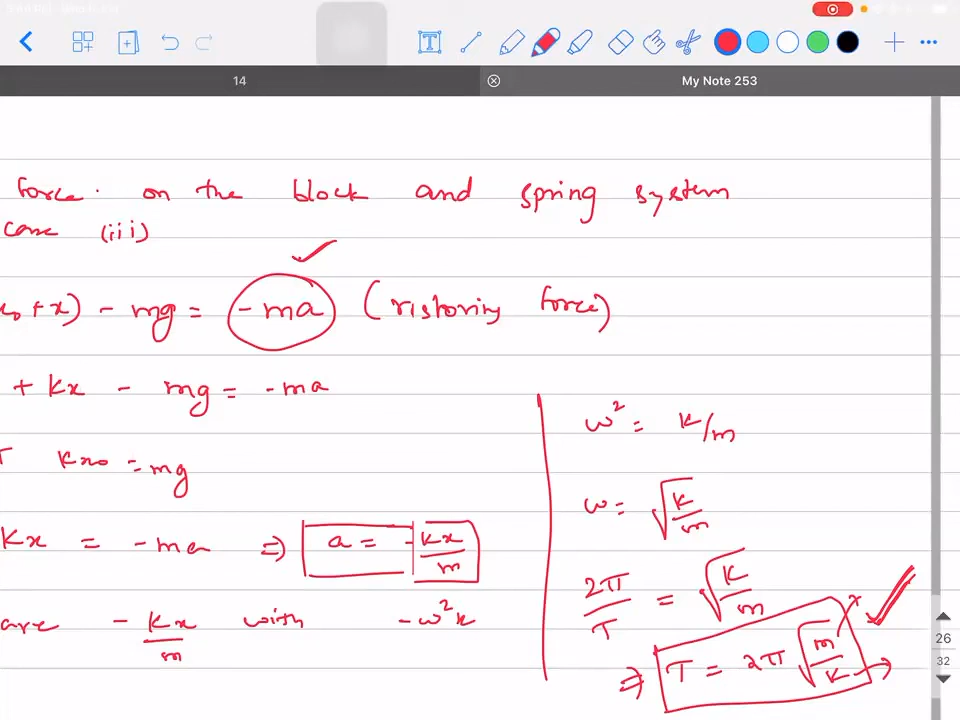 14
My Note 253
force on the block and spring system
case (iii)
x₀ + x) - mg = -ma (ristoring force)
+ kx - mg = -ma
kx₀ = mg
kx = -ma ⇒ a = -kx/m
are - kx/m with -ω²x
ω² = k/m
ω = √(k/m)
2π/T = √(k/m)
⇒ T = 2π √(m/k)
26
32